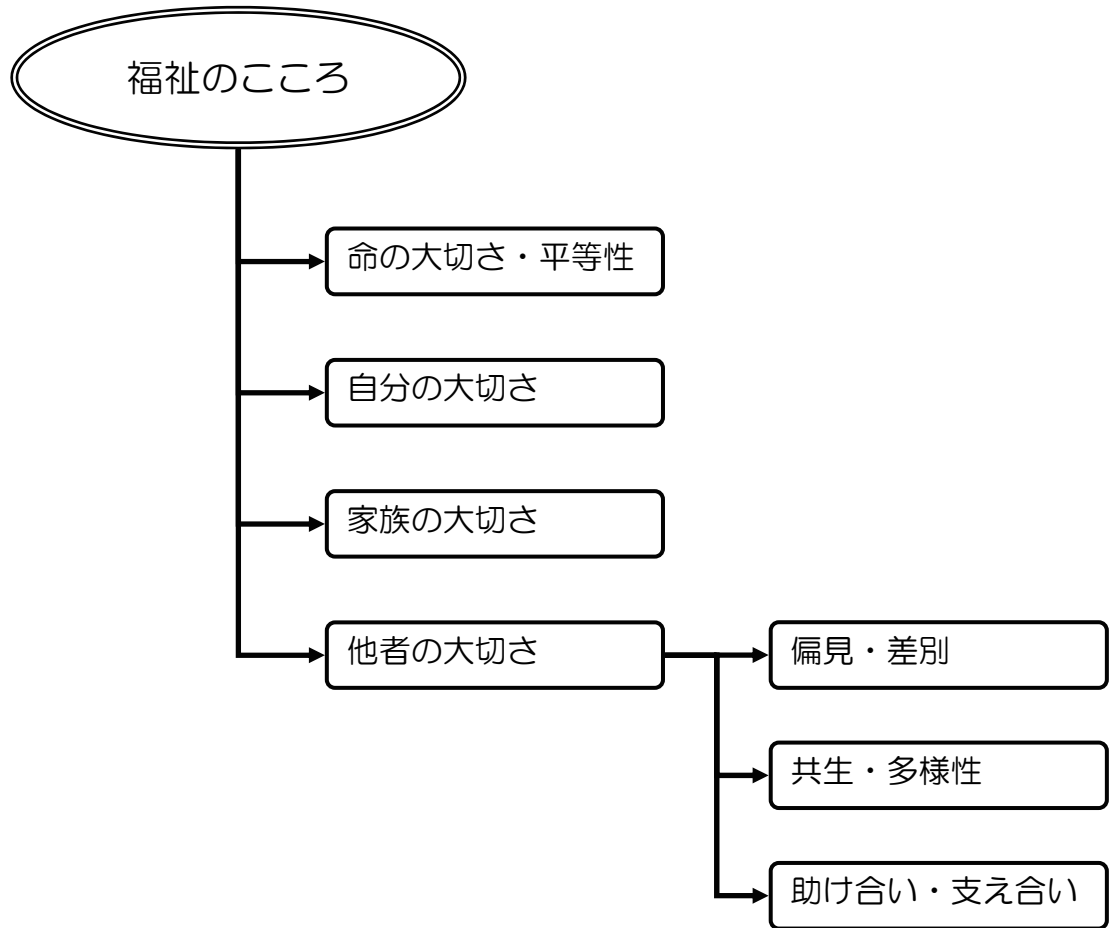 福祉のこころ
命の大切さ・平等性
自分の大切さ
家族の大切さ
他者の大切さ
偏見・差別
共生・多様性
助け合い・支え合い